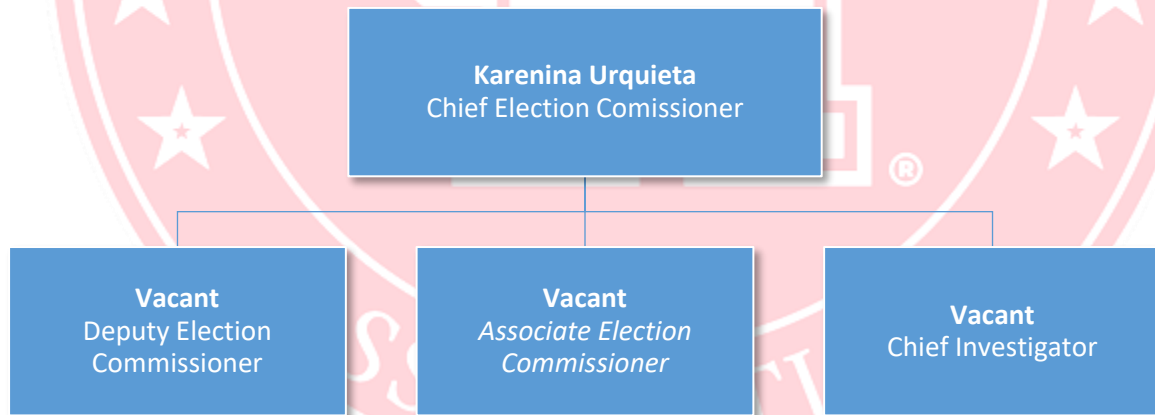 Karenina Urquieta
Chief Election Comissioner
®
Vacant
Deputy Election
Commissioner
Vacant
Associate Election
Commissioner
Vacant
Chief Investigator